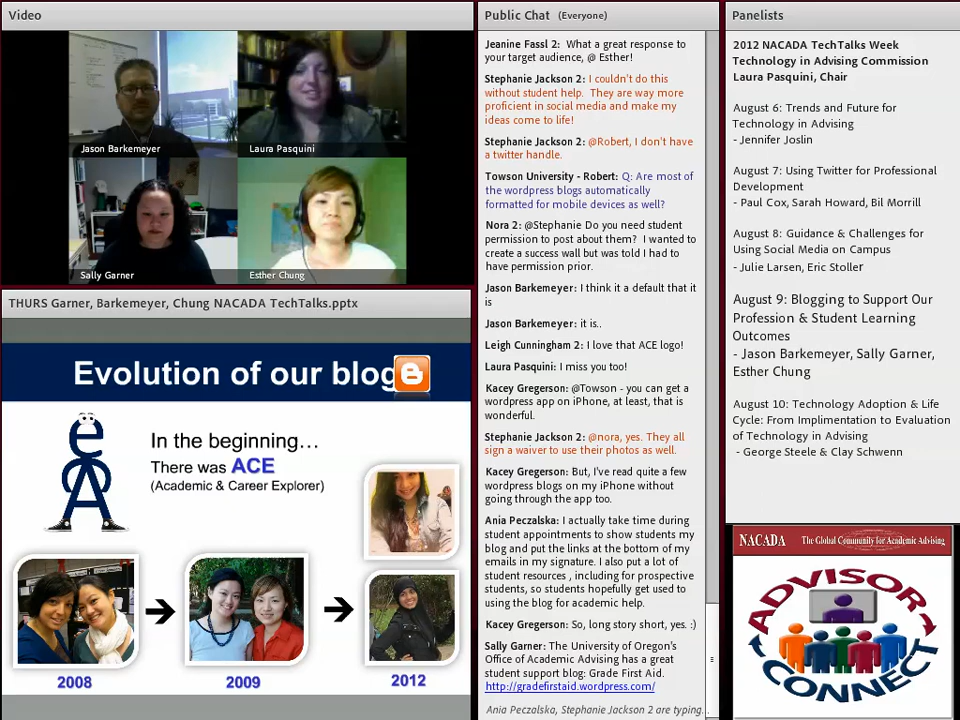 Video
Jason Barkemeyer
Laura Pasquini
Sally Garner
Esther Chung
THURS Garner, Barkemeyer, Chung NACADA TechTalks.pptx
Evolution of our blog
In the beginning…
There was ACE
(Academic & Career Explorer)
2008
2009
2012
Public Chat (Everyone)
Jeanine Fassl 2: What a great response to
your target audience, @ Esther!
Stephanie Jackson 2: I couldn't do this
without student help. They are way more
proficient in social media and make my
ideas come to life!
Stephanie Jackson 2: @Robert, I don't have
a twitter handle.
Towson University - Robert: Q: Are most of
the wordpress blogs automatically
formatted for mobile devices as well?
Nora 2: @Stephanie Do you need student
permission to post about them? I wanted to
create a success wall but was told I had to
have permission prior.
Jason Barkemeyer: I think it a default that it
is
Jason Barkemeyer: it is..
Leigh Cunningham 2: I love that ACE logo!
Laura Pasquini: I miss you too!
Kacey Gregerson: @Towson - you can get a
wordpress app on iPhone, at least, that is
wonderful.
Stephanie Jackson 2: @nora, yes. They all
sign a waiver to use their photos as well.
Kacey Gregerson: But, I've read quite a few
wordpress blogs on my iPhone without
going through the app too.
Ania Peczalska: I actually take time during
student appointments to show students my
blog and put the links at the bottom of my
emails in my signature. I also put a lot of
student resources , including for prospective
students, so students hopefully get used to
using the blog for academic help.
Kacey Gregerson: So, long story short, yes. :)
Sally Garner: The University of Oregon's
Office of Academic Advising has a great
student support blog: Grade First Aid.
http://gradefirstaid.wordpress.com/
Ania Peczalska, Stephanie Jackson 2 are typing...
Panelists
2012 NACADA TechTalks Week
Technology in Advising Commission
Laura Pasquini, Chair
August 6: Trends and Future for
Technology in Advising
- Jennifer Joslin
August 7: Using Twitter for Professional
Development
- Paul Cox, Sarah Howard, Bil Morrill
August 8: Guidance & Challenges for
Using Social Media on Campus
- Julie Larsen, Eric Stoller
August 9: Blogging to Support Our
Profession & Student Learning
Outcomes
- Jason Barkemeyer, Sally Garner,
Esther Chung
August 10: Technology Adoption & Life
Cycle: From Implimentation to Evaluation
of Technology in Advising
- George Steele & Clay Schwenn
NACADA The Global Community for Academic Advising
ADVISOR
CONNECT